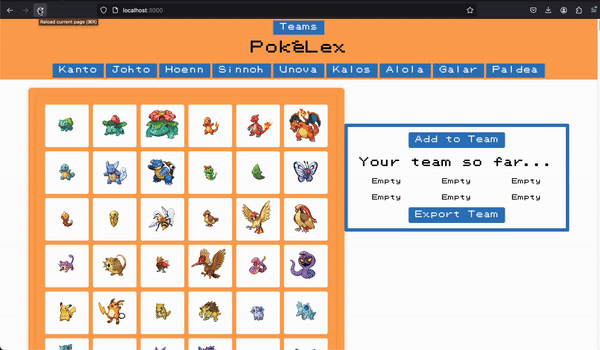 localhost:3000
Reload current page (⌘R)
Teams
PokéLex
Kanto Johto Hoenn Sinnoh Unova Kalos Alola Galar Paldea
Add to Team
Your team so far...
Empty Empty Empty
Empty Empty Empty
Export Team